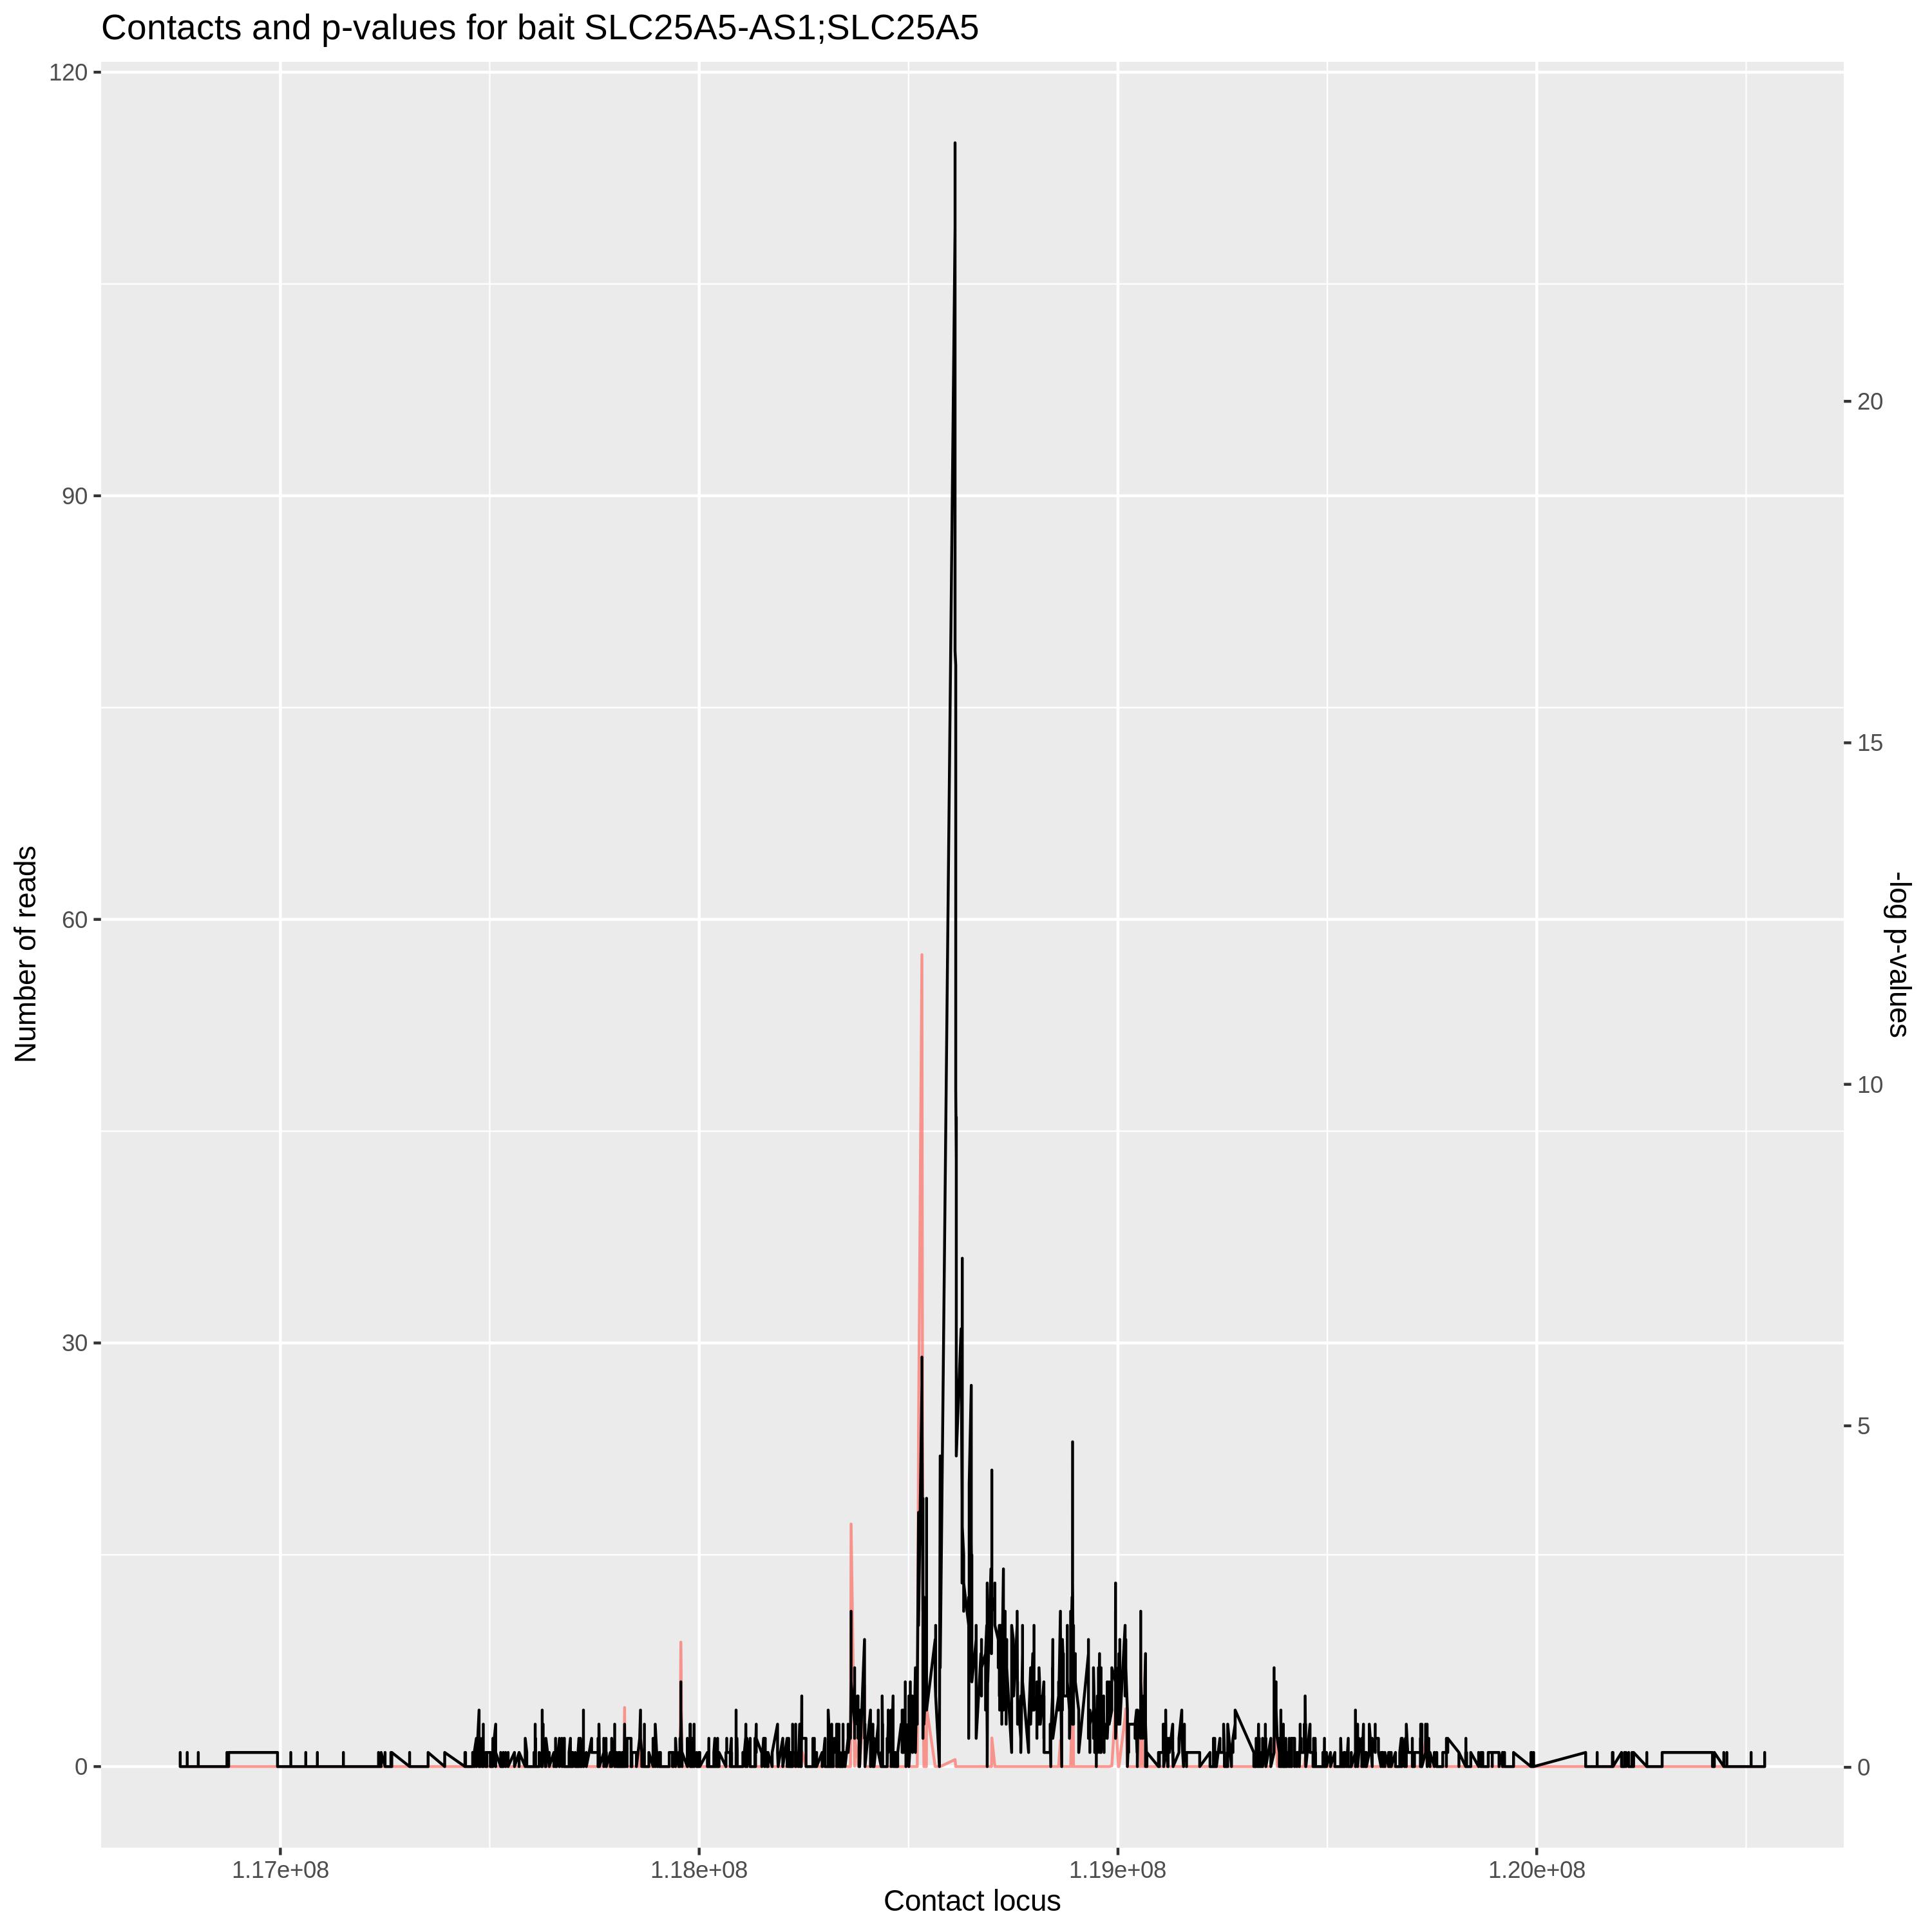 Contacts and p-values for bait SLC25A5-AS1;SLC25A5
120
90
60
30
0
Number of reads
20
15
10
5
0
-log p-values
1.17e+08
1.18e+08
1.19e+08
1.20e+08
Contact locus